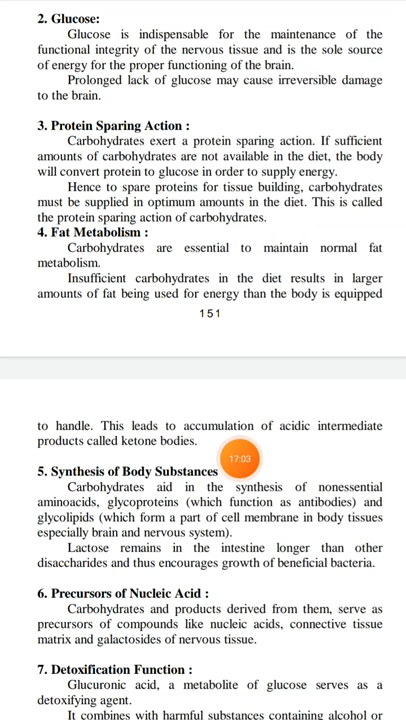 2. Glucose:
Glucose is indispensable for the maintenance of the
functional integrity of the nervous tissue and is the sole source
of energy for the proper functioning of the brain.
Prolonged lack of glucose may cause irreversible damage
to the brain.
3. Protein Sparing Action :
Carbohydrates exert a protein sparing action. If sufficient
amounts of carbohydrates are not available in the diet, the body
will convert protein to glucose in order to supply energy.
Hence to spare proteins for tissue building, carbohydrates
must be supplied in optimum amounts in the diet. This is called
the protein sparing action of carbohydrates.
4. Fat Metabolism :
Carbohydrates are essential to maintain normal fat
metabolism.
Insufficient carbohydrates in the diet results in larger
amounts of fat being used for energy than the body is equipped
151
to handle. This leads to accumulation of acidic intermediate
products called ketone bodies.
17:03
5. Synthesis of Body Substances
Carbohydrates aid in the synthesis of nonessential
aminoacids, glycoproteins (which function as antibodies) and
glycolipids (which form a part of cell membrane in body tissues
especially brain and nervous system).
Lactose remains in the intestine longer than other
disaccharides and thus encourages growth of beneficial bacteria.
6. Precursors of Nucleic Acid :
Carbohydrates and products derived from them, serve as
precursors of compounds like nucleic acids, connective tissue
matrix and galactosides of nervous tissue.
7. Detoxification Function :
Glucuronic acid, a metabolite of glucose serves as a
detoxifying agent.
It combines with harmful substances containing alcohol or